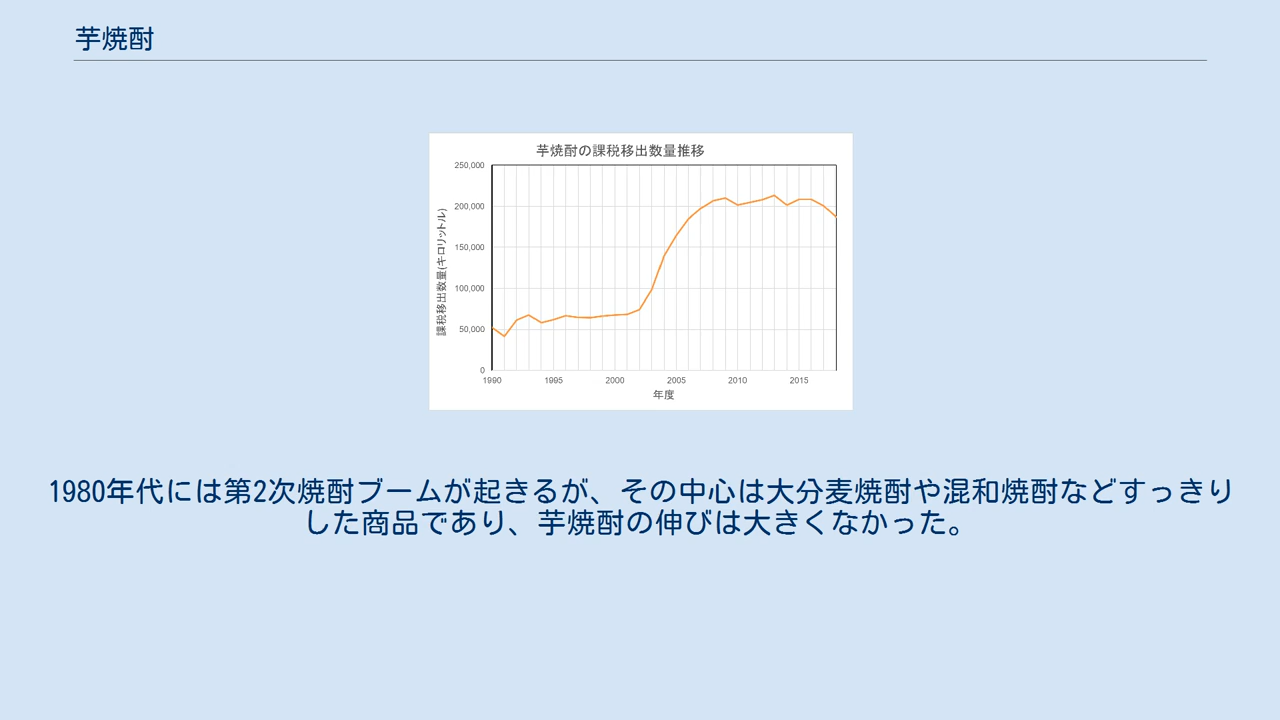 芋焼酎
芋焼酎の課税移出数量推移
250,000
200,000
150,000
100,000
50,000
0
課税移出数量(キロリットル)
1990 1995 2000 2005 2010 2015
年度
1980年代には第2次焼酎ブームが起きるが、その中心は大分麦焼酎や混和焼酎などすっきり
した商品であり、芋焼酎の伸びは大きくなかった。